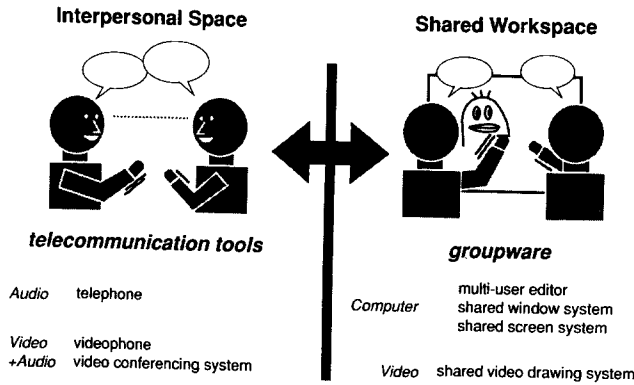 Interpersonal Space
telecommunication tools
Audio telephone
Video videophone
+Audio video conferencing system
Shared Workspace
groupware
multi-user editor
Computer shared window system
shared screen system
Video shared video drawing system